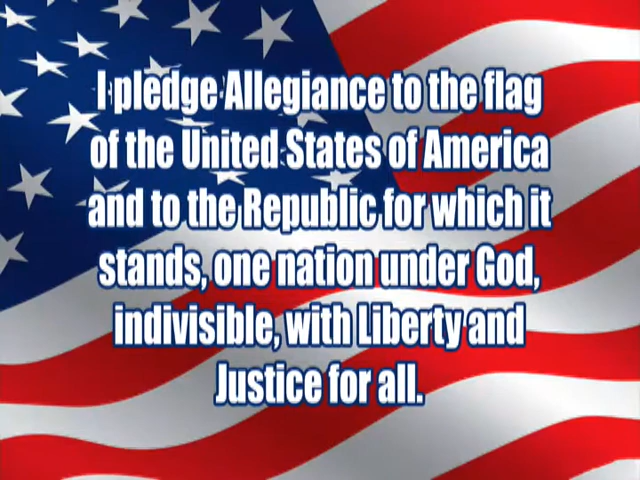 I pledge Allegiance to the flag
of the United States of America
and to the Republic for which it
stands, one nation under God,
indivisible, with Liberty and
Justice for all.